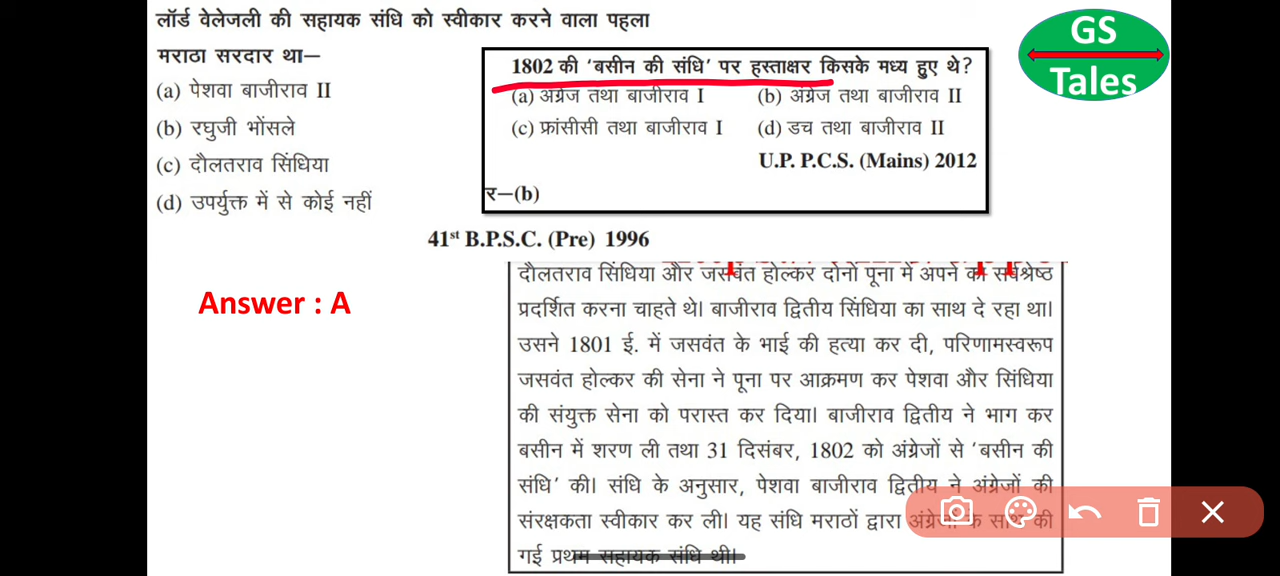 लॉर्ड वेलेजली की सहायक संधि को स्वीकार करने वाला पहला
मराठा सरदार था—
(a) पेशवा बाजीराव II
(b) रघुजी भोंसले
(c) दौलतराव सिंधिया
(d) उपर्युक्त में से कोई नहीं
41st B.P.S.C. (Pre) 1996
Answer : A
1802 की ‘बसीन की संधि’ पर हस्ताक्षर किसके मध्य हुए थे?
(a) अंग्रेज तथा बाजीराव I (b) अंग्रेज तथा बाजीराव II
(c) फ्रांसीसी तथा बाजीराव I (d) डच तथा बाजीराव II
U.P. P.C.S. (Mains) 2012
र—(b)
GS
Tales
दौलतराव सिंधिया और जसवंत होल्कर दोनों पूना में अपने को सर्वश्रेष्ठ
प्रदर्शित करना चाहते थे। बाजीराव द्वितीय सिंधिया का साथ दे रहा था।
उसने 1801 ई. में जसवंत के भाई की हत्या कर दी, परिणामस्वरूप
जसवंत होल्कर की सेना ने पूना पर आक्रमण कर पेशवा और सिंधिया
की संयुक्त सेना को परास्त कर दिया। बाजीराव द्वितीय ने भाग कर
बसीन में शरण ली तथा 31 दिसंबर, 1802 को अंग्रेजों से ‘बसीन की
संधि’ की। संधि के अनुसार, पेशवा बाजीराव द्वितीय ने अंग्रेजों की
संरक्षकता स्वीकार कर ली। यह संधि मराठों द्वारा अंग्रेजों के साथ की
गई प्रथम सहायक संधि थी।